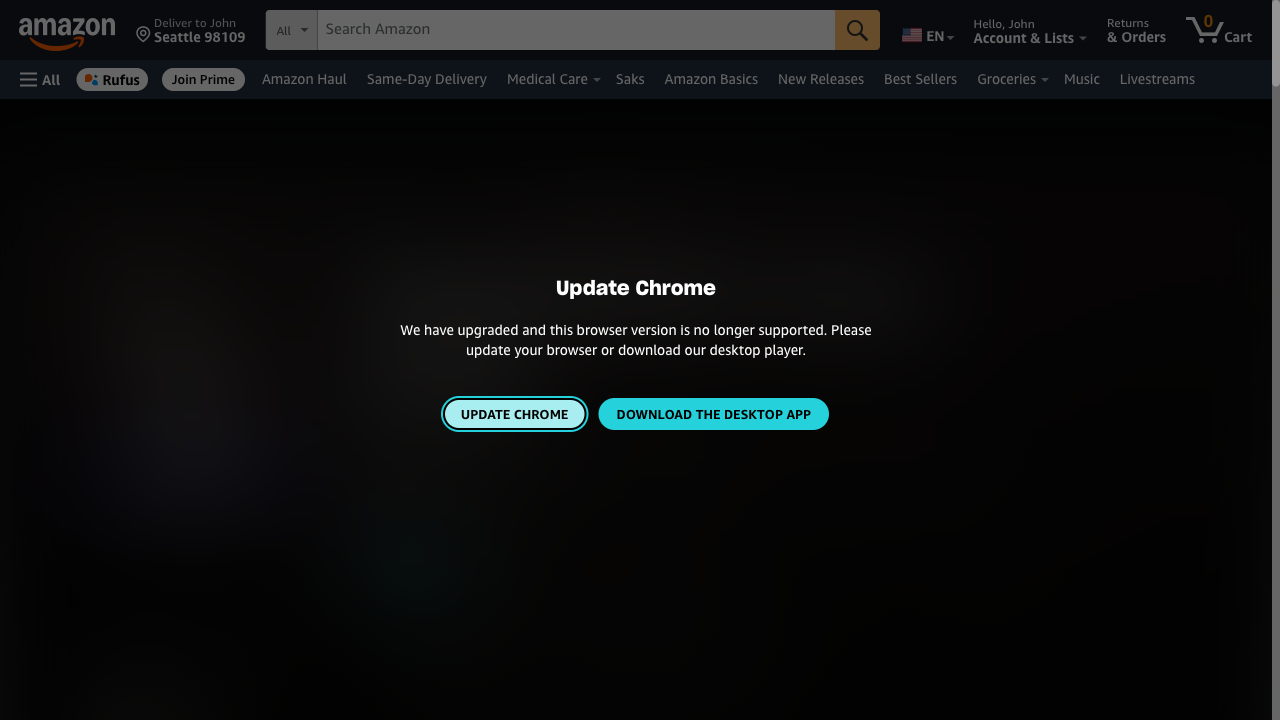 amazon
Deliver to John
Seattle 98109
All
Search Amazon
EN
Hello, John
Account & Lists
Returns
& Orders
0
Cart
All
Rufus
Join Prime
Amazon Haul
Same-Day Delivery
Medical Care
Saks
Amazon Basics
New Releases
Best Sellers
Groceries
Music
Livestreams
Update Chrome
We have upgraded and this browser version is no longer supported. Please
update your browser or download our desktop player.
UPDATE CHROME
DOWNLOAD THE DESKTOP APP